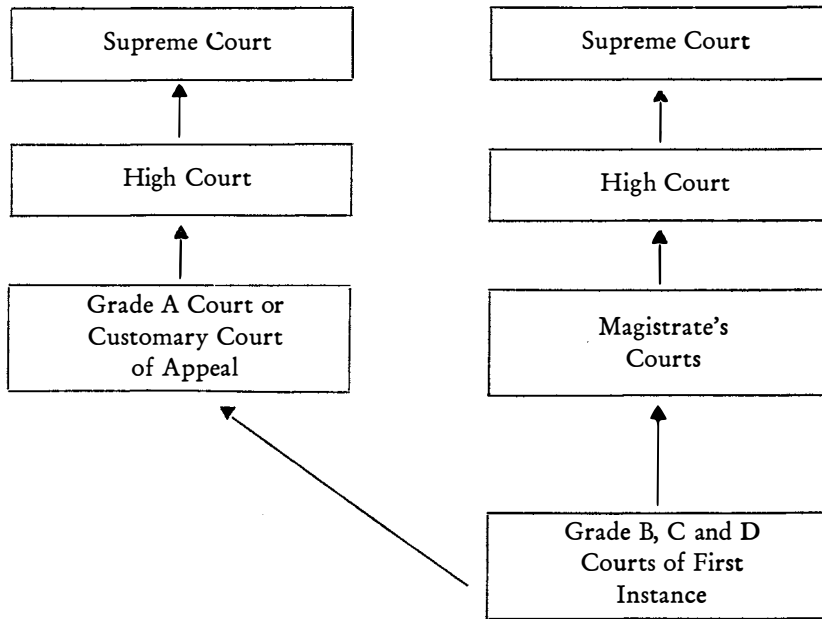 Supreme Court
High Court
Grade A Court or
Customary Court
of Appeal
Supreme Court
High Court
Magistrate's
Courts
Grade B, C and D
Courts of First
Instance